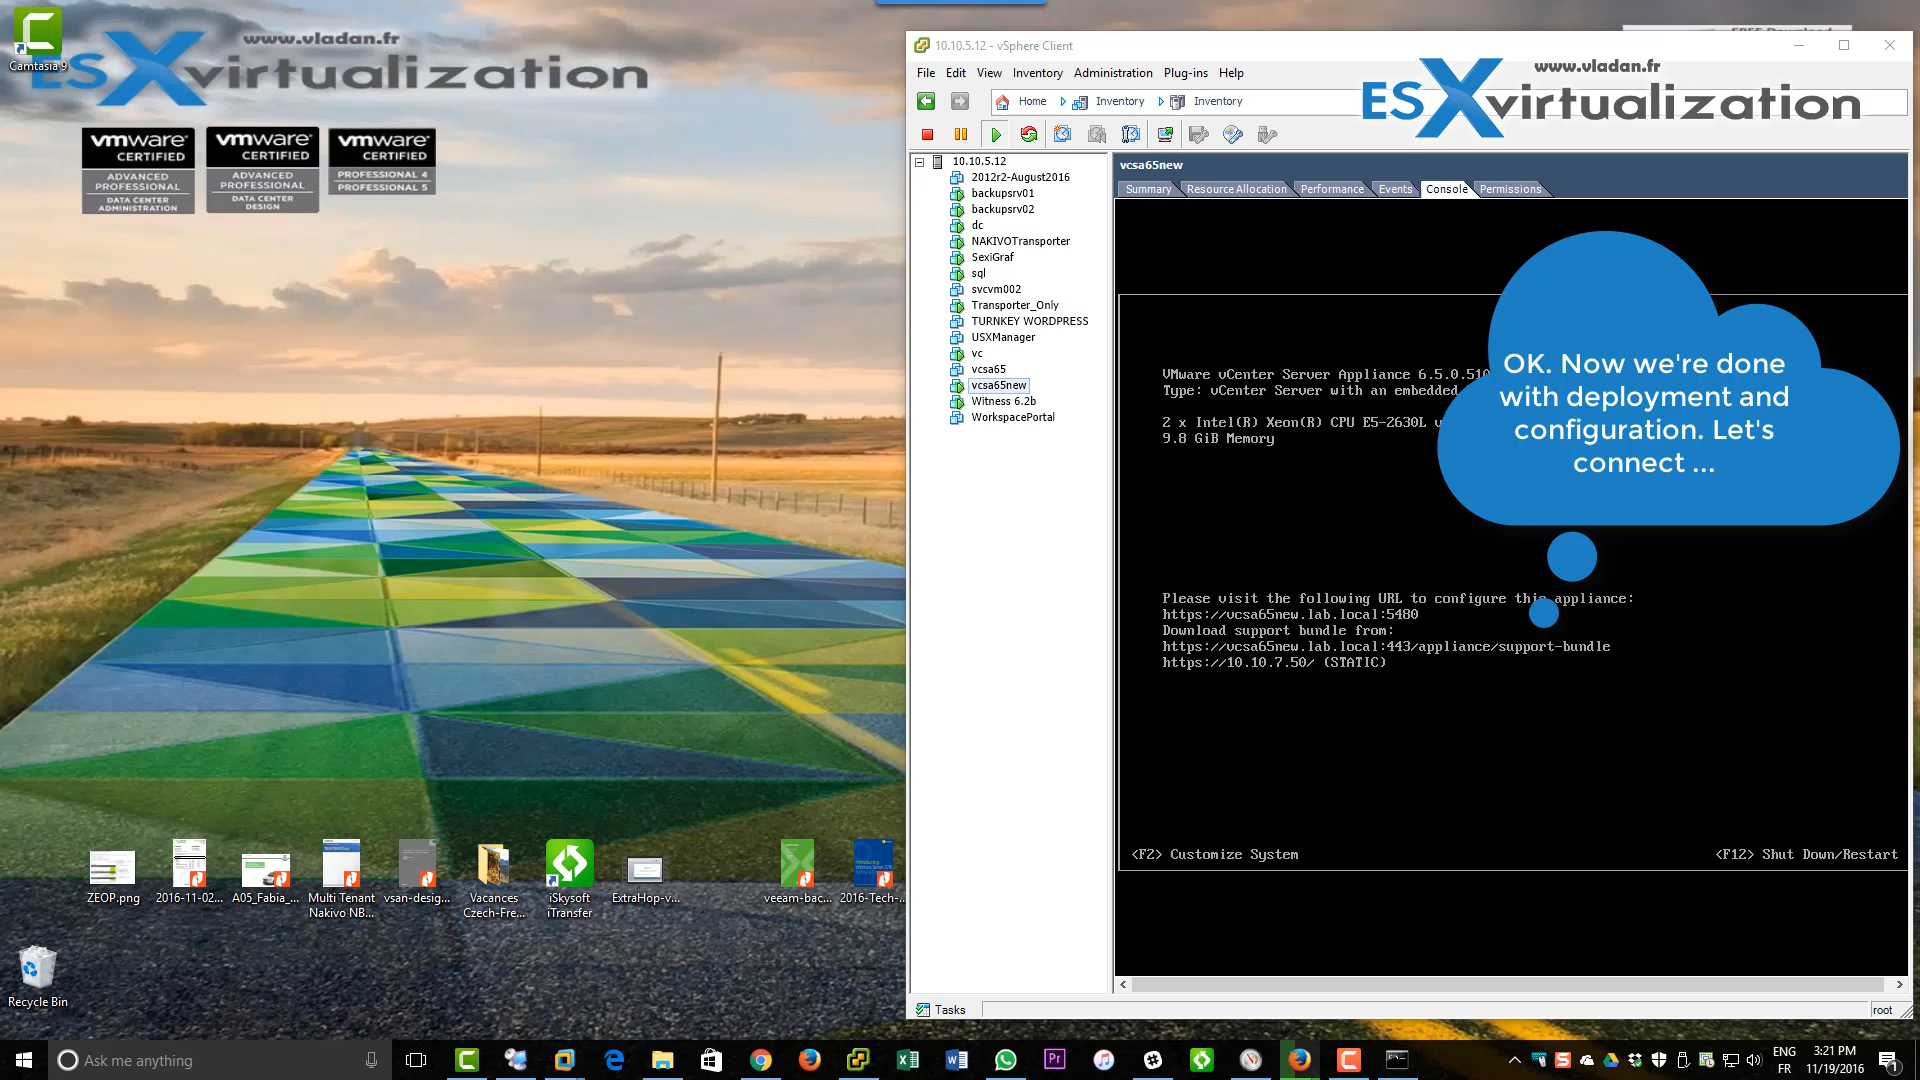 Camtasia 9
www.vladan.fr
ESXvirtualization
vmware
CERTIFIED
ADVANCED
PROFESSIONAL
DATA CENTER
ADMINISTRATION
vmware
CERTIFIED
ADVANCED
PROFESSIONAL
DATA CENTER
DESIGN
vmware
CERTIFIED
PROFESSIONAL 4
PROFESSIONAL 5
10.10.5.12 - vSphere Client
File Edit View Inventory Administration Plug-ins Help
Home Inventory Inventory
www.vladan.fr
ESXvirtualization
10.10.5.12
2012r2-August2016
backupsrv01
backupsrv02
dc
NAKIVOTransporter
SexiGraf
sql
svcvm002
Transporter_Only
TURNKEY WORDPRESS
USXManager
vc
vcsa65
vcsa65new
Witness 6.2b
WorkspacePortal
vcsa65new
Summary Resource Allocation Performance Events Console Permissions
VMware vCenter Server Appliance 6.5.0.510
Type: vCenter Server with an embedded
2 x Intel(R) Xeon(R) CPU E5-2630L
9.8 GiB Memory
OK. Now we're done
with deployment and
configuration. Let's
connect ...
Please visit the following URL to configure this appliance:
https://vcsa65new.lab.local:5480
Download support bundle from:
https://vcsa65new.lab.local:443/appliance/support-bundle
https://10.10.7.50/ (STATIC)
<F2> Customize System
<F12> Shut Down/Restart
Tasks
root
ZEOP.png
2016-11-02...
A05_Fabia_...
Multi Tenant
Nakivo NB...
vsan-desig...
Vacances
Czech-Fre...
iSkysoft
iTransfer
ExtraHop-v...
veeam-bac...
2016-Tech-...
Recycle Bin
Ask me anything
ENG
FR
3:21 PM
11/19/2016